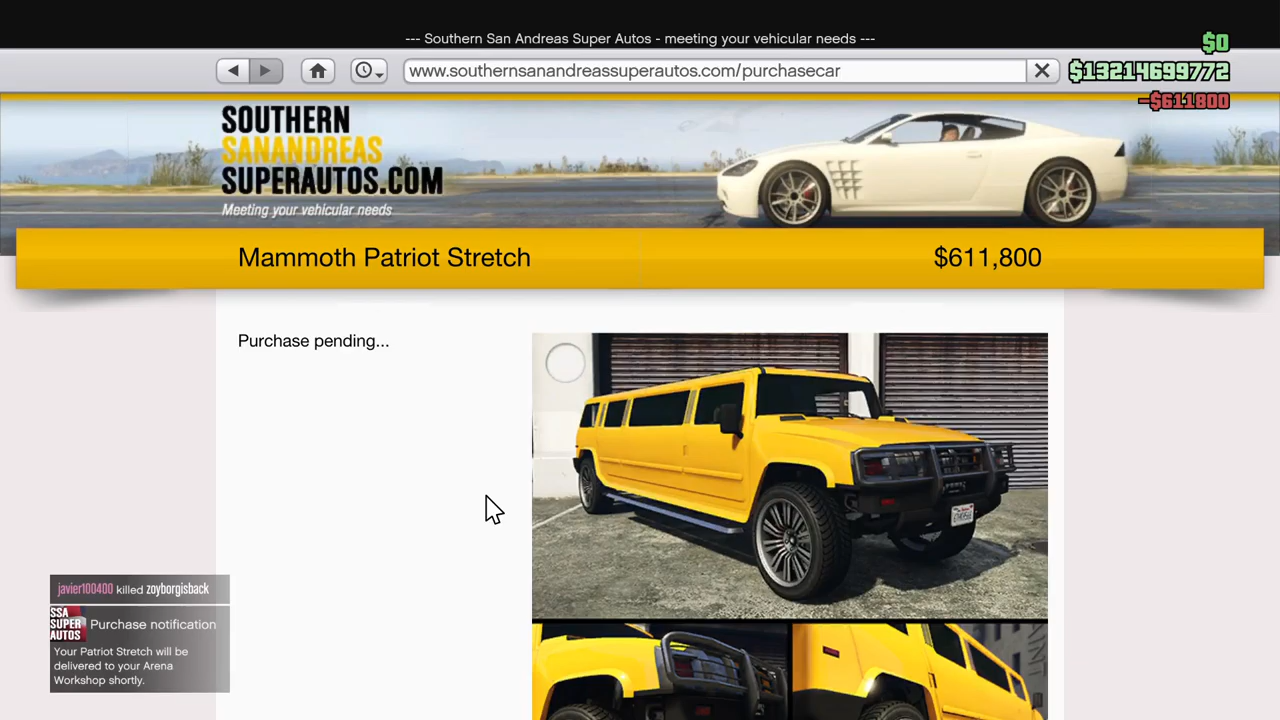 --- Southern San Andreas Super Autos - meeting your vehicular needs ---
$0
www.southernsanandreassuperautos.com/purchasecar
$13214699772
-$611800
SOUTHERN
SANANDREAS
SUPERAUTOS.COM
Meeting your vehicular needs
Mammoth Patriot Stretch
$611,800
Purchase pending...
javier100400 killed zoyborgisback
SSA
SUPER
AUTOS
Purchase notification
Your Patriot Stretch will be
delivered to your Arena
Workshop shortly.